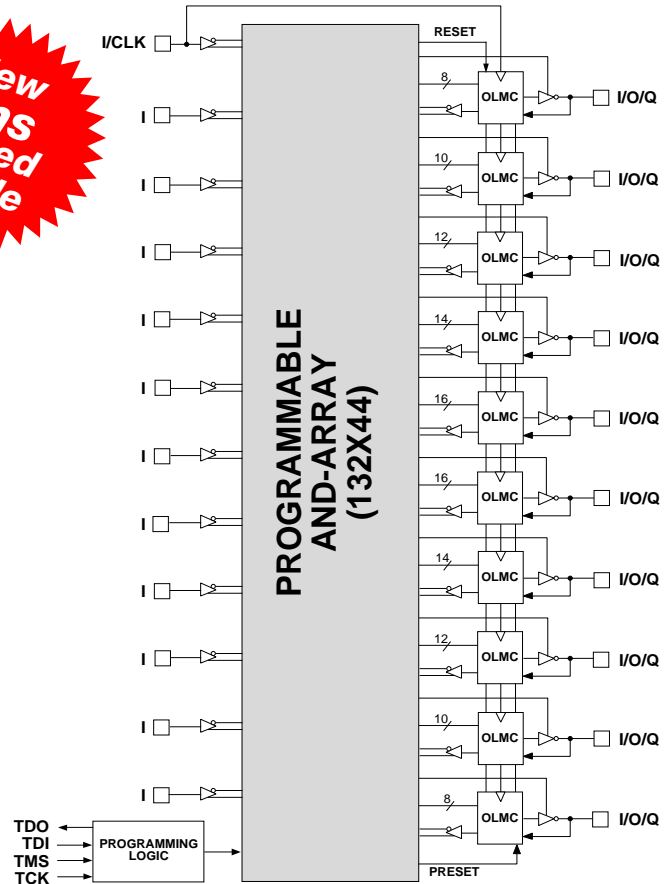 RESET
I/CLK
8
OLMC I/O/Q
I
10
OLMC I/O/Q
I
12
OLMC I/O/Q
I
14
OLMC I/O/Q
I
16
OLMC I/O/Q
I
16
OLMC I/O/Q
I
14
OLMC I/O/Q
I
12
OLMC I/O/Q
I
10
OLMC I/O/Q
I
8
OLMC I/O/Q
I
I
PRESET
PROGRAMMABLE
AND-ARRAY
(132X44)
TDO
TDI
TMS
TCK
PROGRAMMING
LOGIC